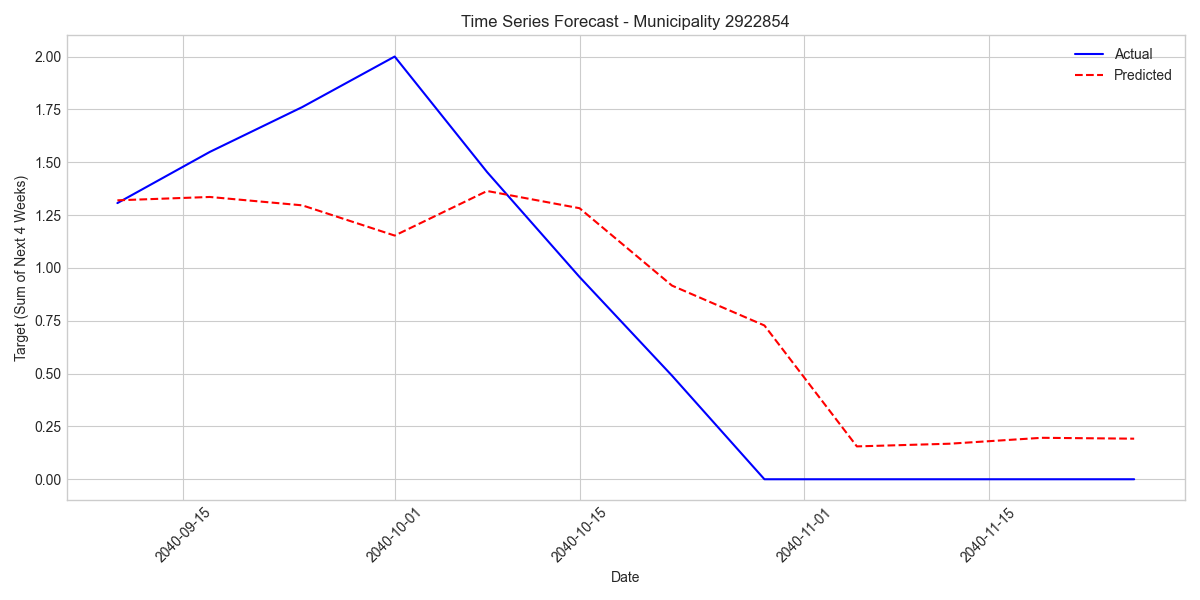 Time Series Forecast - Municipality 2922854
Actual
Predicted
Target (Sum of Next 4 Weeks)
2.00
1.75
1.50
1.25
1.00
0.75
0.50
0.25
0.00
2040-09-15
2040-10-01
2040-10-15
2040-11-01
2040-11-15
Date